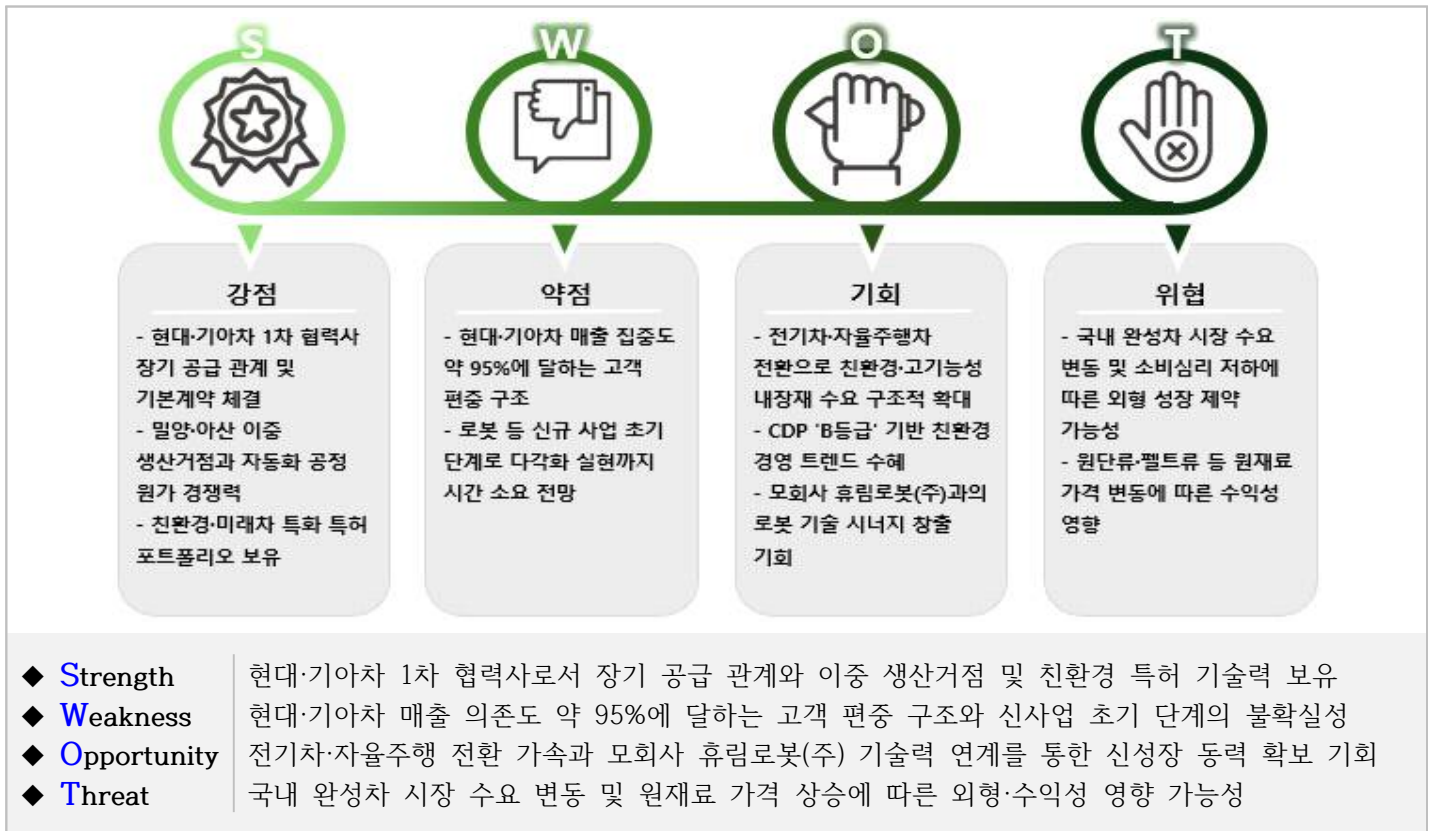 S
W
O
T
강점
- 현대·기아차 1차 협력사
장기 공급 관계 및
기본계약 체결
- 밀양·아산 이중
생산거점과 자동화 공정
원가 경쟁력
- 친환경·미래차 특화 특허
포트폴리오 보유
약점
- 현대·기아차 매출 집중도
약 95%에 달하는 고객
편중 구조
- 로봇 등 신규 사업 초기
단계로 다각화 실현까지
시간 소요 전망
기회
- 전기차·자율주행차
전환으로 친환경·고기능성
내장재 수요 구조적 확대
- CDP 'B등급' 기반 친환경
경영 트렌드 수혜
- 모회사 휴림로봇(주)과의
로봇 기술 시너지 창출
기회
위협
- 국내 완성차 시장 수요
변동 및 소비심리 저하에
따른 외형 성장 제약
가능성
- 원단류·펠트류 등 원재료
가격 변동에 따른 수익성
영향
◆ Strength 현대·기아차 1차 협력사로서 장기 공급 관계와 이중 생산거점 및 친환경 특허 기술력 보유
◆ Weakness 현대·기아차 매출 의존도 약 95%에 달하는 고객 편중 구조와 신사업 초기 단계의 불확실성
◆ Opportunity 전기차·자율주행 전환 가속과 모회사 휴림로봇(주) 기술력 연계를 통한 신성장 동력 확보 기회
◆ Threat 국내 완성차 시장 수요 변동 및 원재료 가격 상승에 따른 외형·수익성 영향 가능성